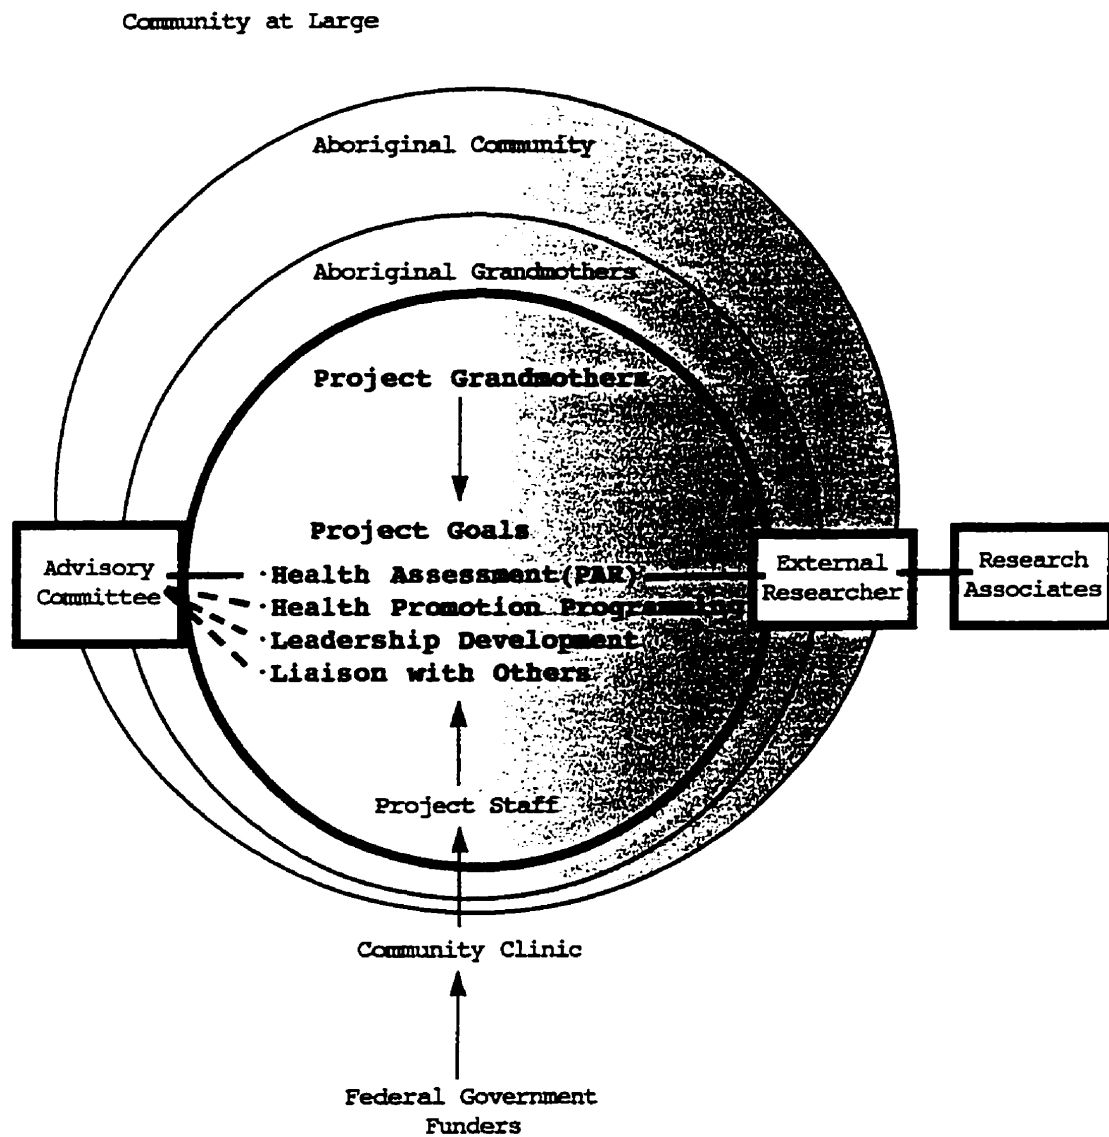 Community at Large
Aboriginal Community
Aboriginal Grandmothers
Project Grandmothers
Project Goals
·Health Assessment(PAR)
·Health Promotion Programming
·Leadership Development
·Liaison with Others
Advisory
Committee
External
Researcher
Research
Associates
Project Staff
Community Clinic
Federal Government
Funders